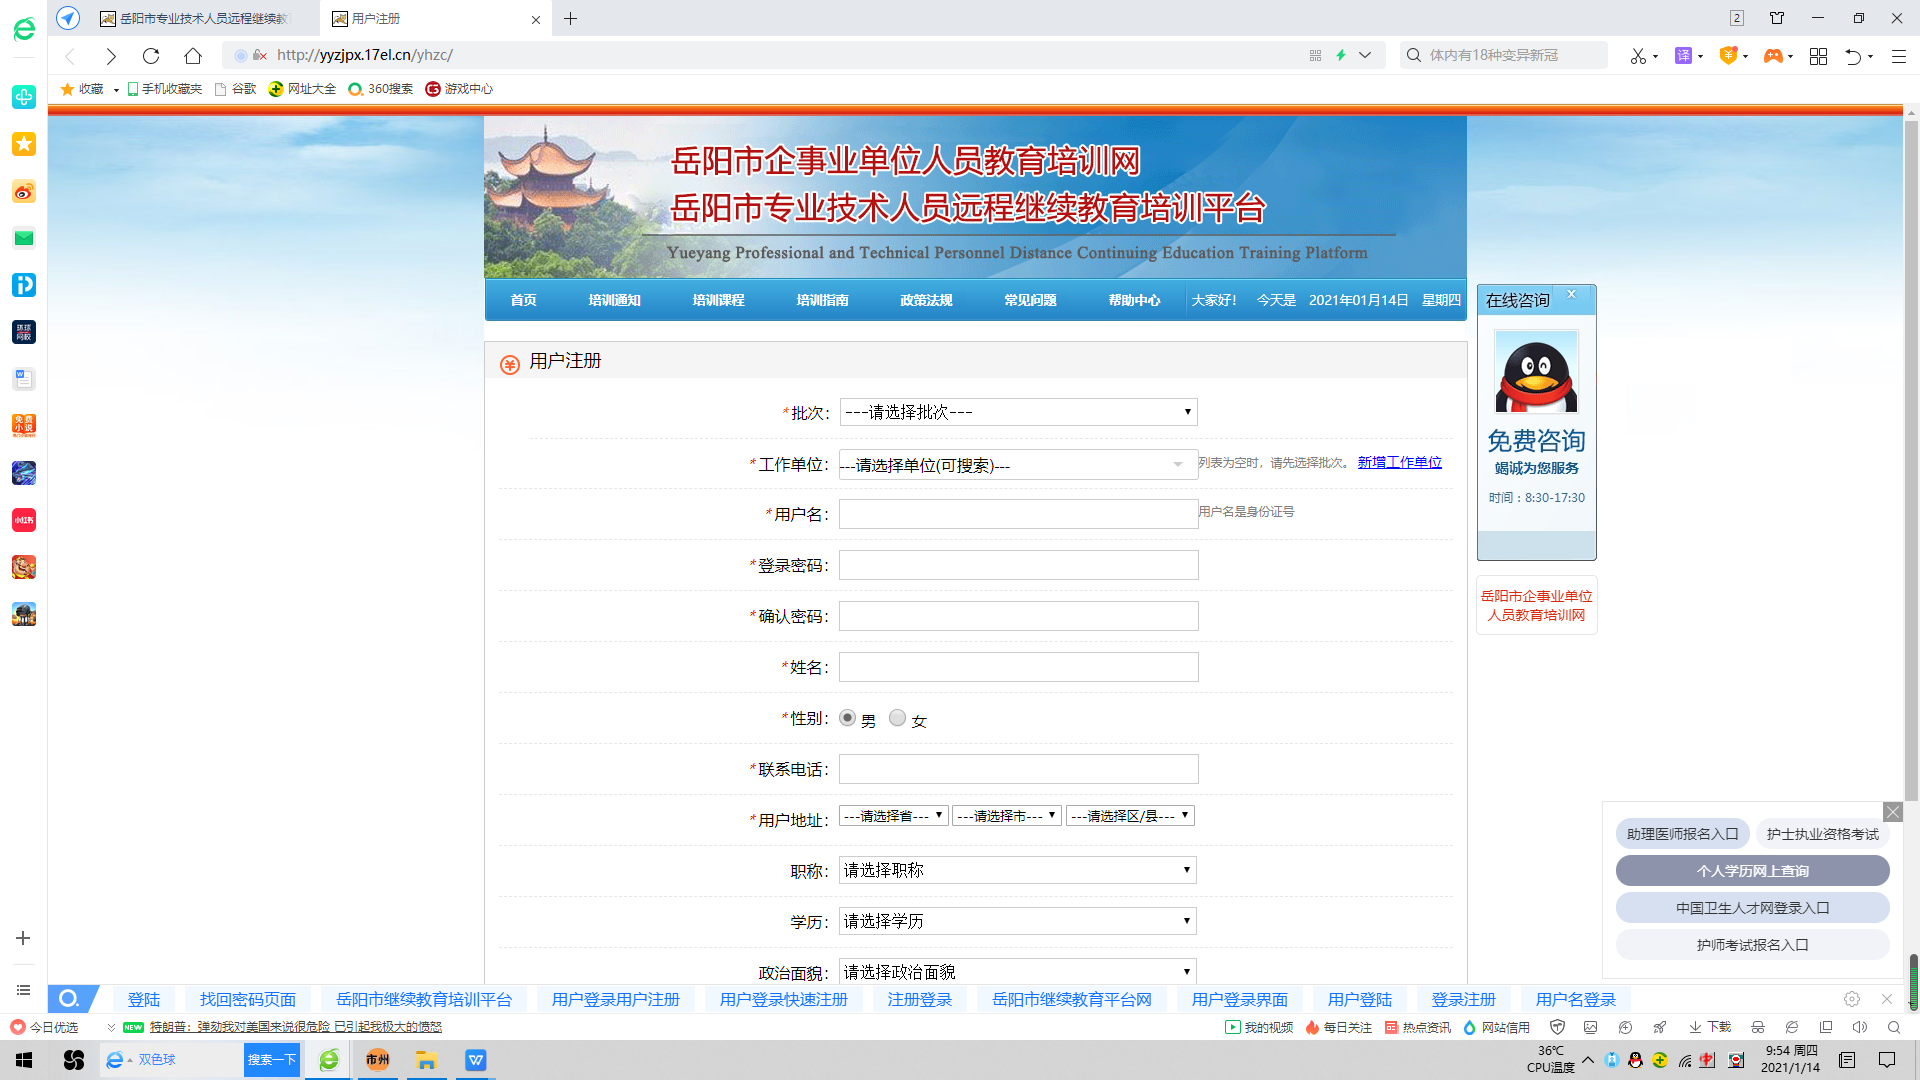 岳阳市专业技术人员远程继续教
用户注册
2
http://yyzjpx.17el.cn/yhzc/
体内有18种变异新冠
译
收藏
手机收藏夹
谷歌
网址大全
360搜索
游戏中心
岳阳市企事业单位人员教育培训网
岳阳市专业技术人员远程继续教育培训平台
Yueyang Professional and Technical Personnel Distance Continuing Education Training Platform
首页 培训通知 培训课程 培训指南 政策法规 常见问题 帮助中心 大家好! 今天是 2021年01月14日 星期四
用户注册
*批次: ---请选择批次---
*工作单位: ---请选择单位(可搜索)--- 列表为空时，请先选择批次。 新增工作单位
*用户名: 用户名是身份证号
*登录密码:
*确认密码:
*姓名:
*性别: 男 女
*联系电话:
*用户地址: ---请选择省--- ---请选择市--- ---请选择区/县---
职称: 请选择职称
学历: 请选择学历
政治面貌: 请选择政治面貌
在线咨询 x
免费咨询
竭诚为您服务
时间：8:30-17:30
岳阳市企事业单位
人员教育培训网
助理医师报名入口 护士执业资格考试
个人学历网上查询
中国卫生人才网登录入口
护师考试报名入口
环球
网校
免费
小说
小红书
登陆 找回密码页面 岳阳市继续教育培训平台 用户登录用户注册 用户登录快速注册 注册登录 岳阳市继续教育平台网 用户登录界面 用户登陆 登录注册 用户名登录
今日优选 NEW 特朗普：弹劾我对美国来说很危险 已引起我极大的愤怒
我的视频 每日关注 热点资讯 网站信用 下载
双色球 搜索一下
市州
36℃
CPU温度
9:54 周四
2021/1/14